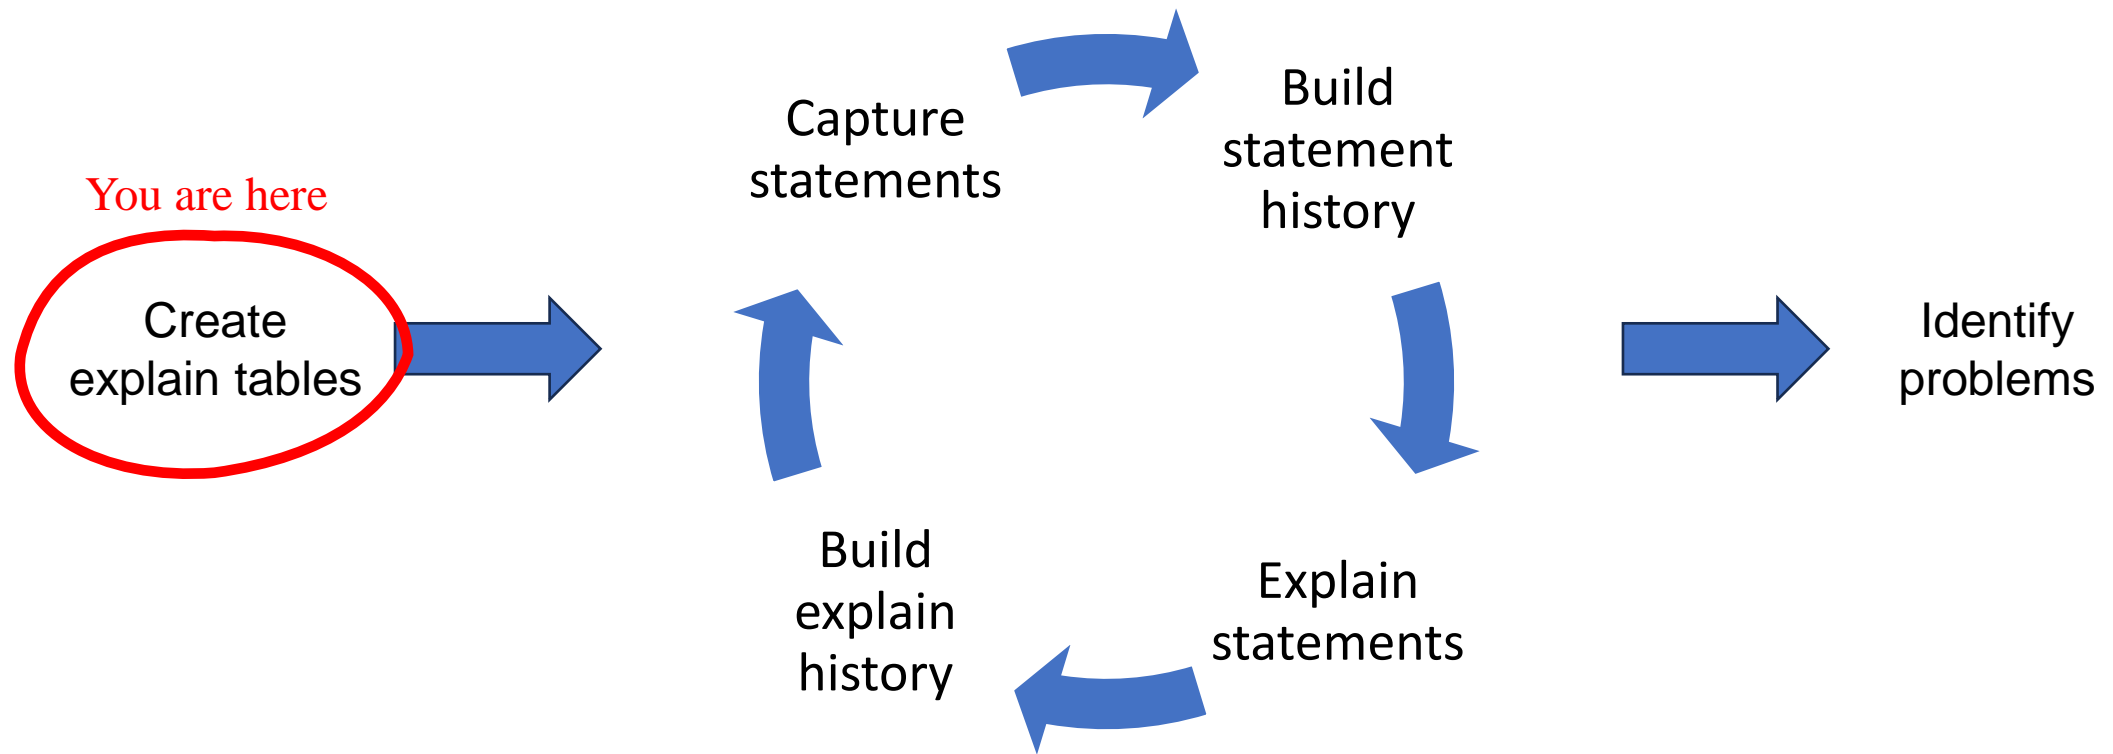 You are here
Create
explain tables
Capture
statements
Build
statement
history
Explain
statements
Build
explain
history
Identify
problems